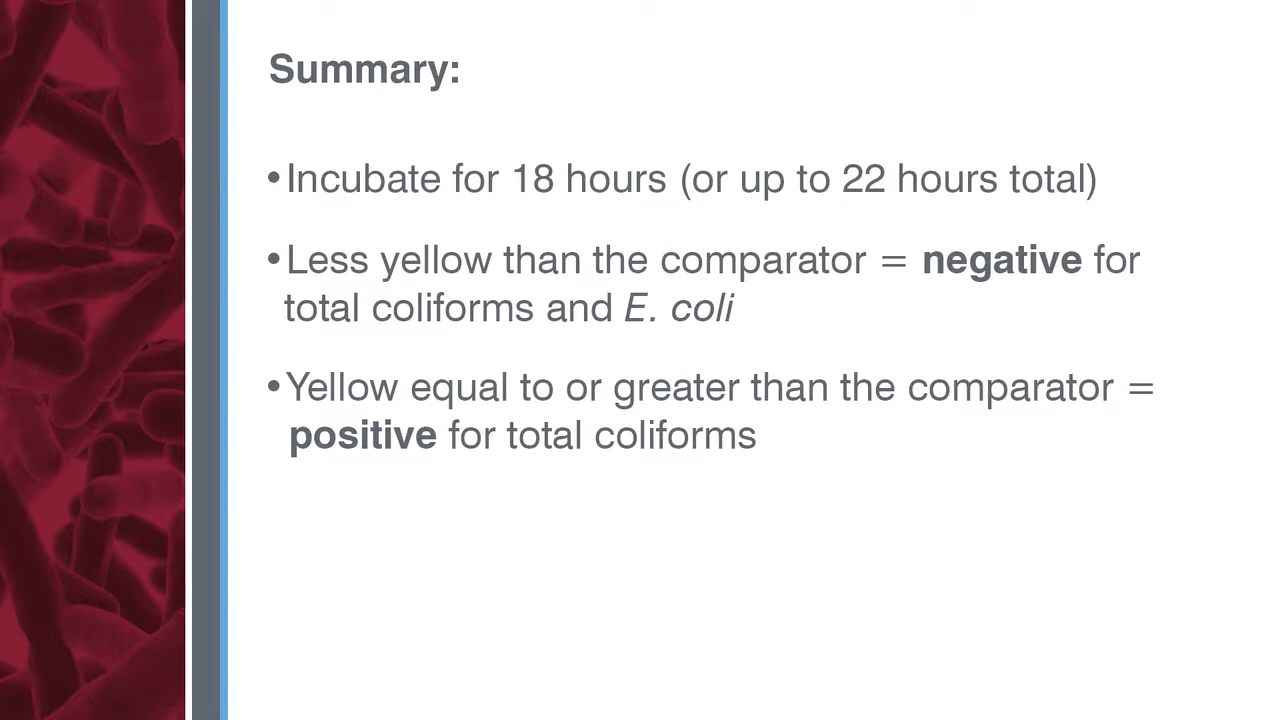 Summary:
•Incubate for 18 hours (or up to 22 hours total)
•Less yellow than the comparator = negative for
total coliforms and E. coli
•Yellow equal to or greater than the comparator =
positive for total coliforms